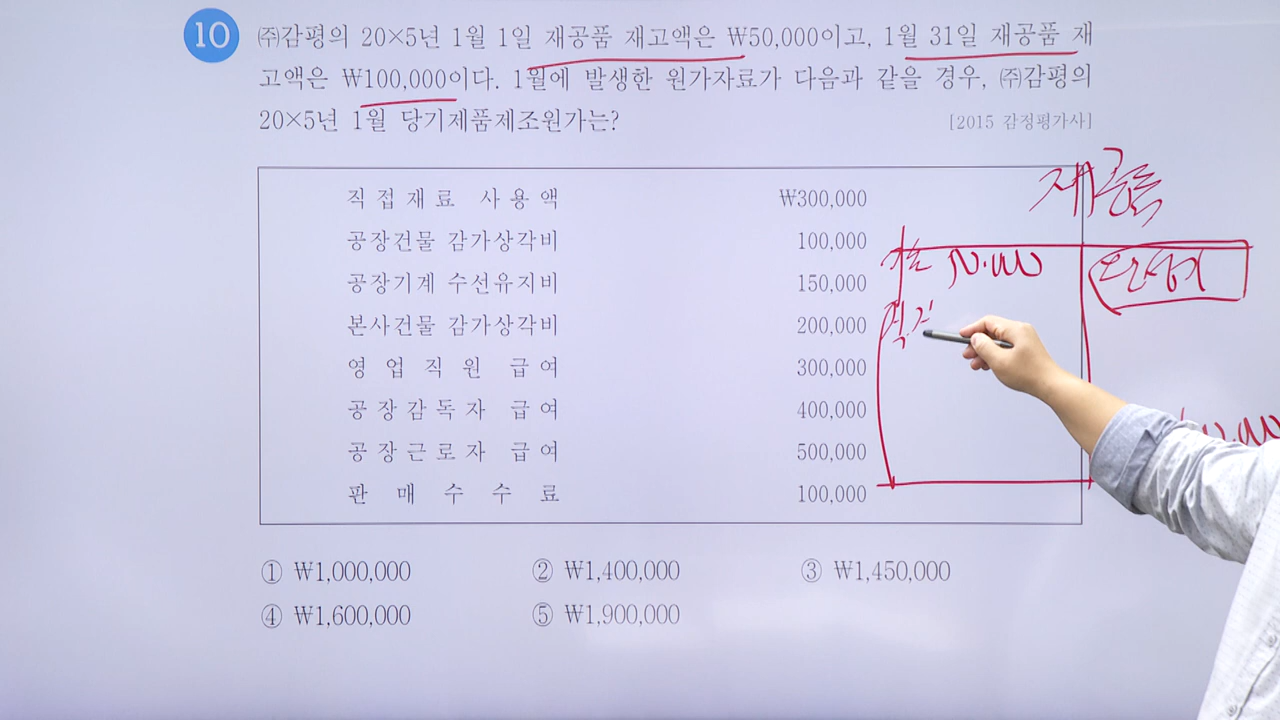 10 ㈜감평의 20×5년 1월 1일 재공품 재고액은 ₩50,000이고, 1월 31일 재공품 재
고액은 ₩100,000이다. 1월에 발생한 원가자료가 다음과 같을 경우, ㈜감평의
20×5년 1월 당기제품제조원가는?
[2015 감정평가사]
직접재료 사용액 ₩300,000
공장건물 감가상각비 100,000
공장기계 수선유지비 150,000
본사건물 감가상각비 200,000
영업직원 급여 300,000
공장감독자 급여 400,000
공장근로자 급여 500,000
판매수수료 100,000
재공품
기초
① ₩1,000,000 ② ₩1,400,000 ③ ₩1,450,000
④ ₩1,600,000 ⑤ ₩1,900,000